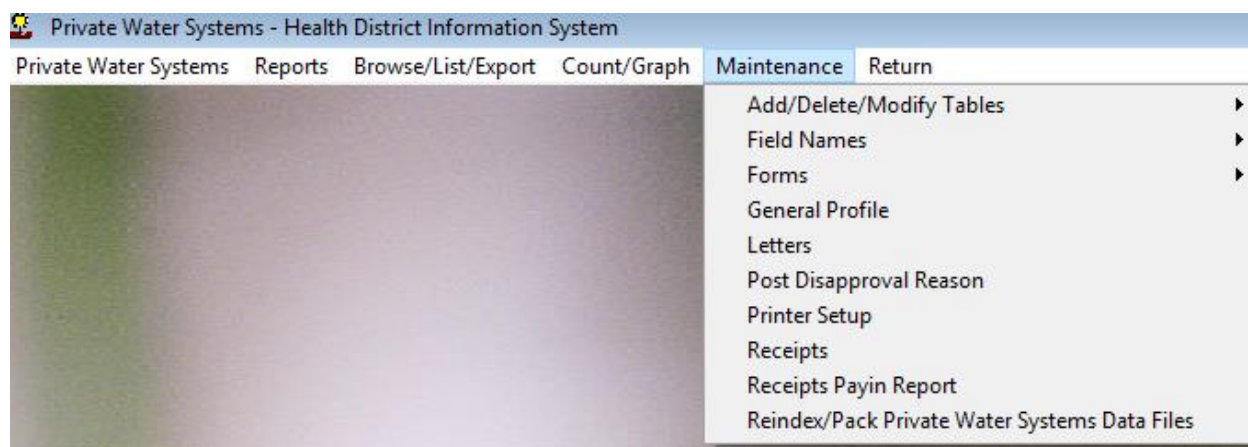 Private Water Systems - Health District Information System
Private Water Systems Reports Browse/List/Export Count/Graph Maintenance Return
Add/Delete/Modify Tables
Field Names
Forms
General Profile
Letters
Post Disapproval Reason
Printer Setup
Receipts
Receipts Payin Report
Reindex/Pack Private Water Systems Data Files